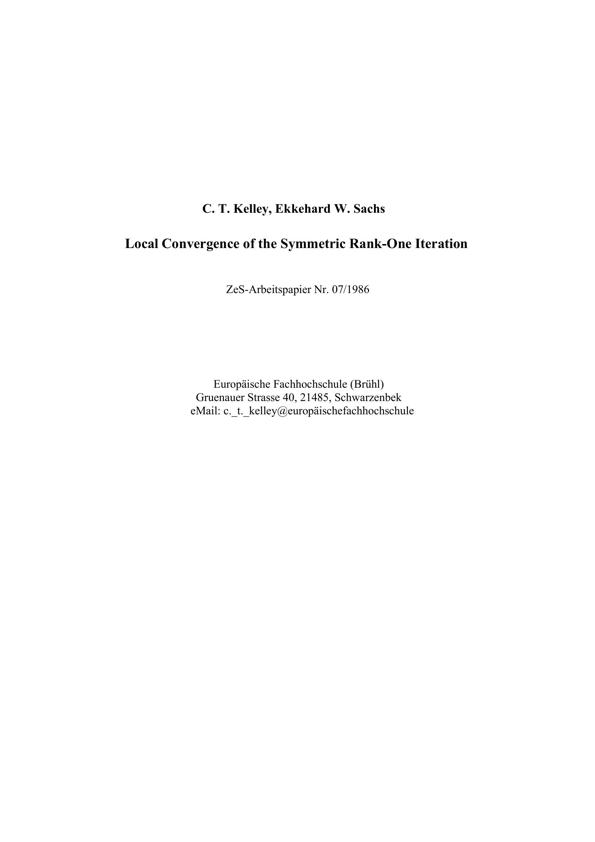 C. T. Kelley, Ekkehard W. Sachs
Local Convergence of the Symmetric Rank-One Iteration
ZeS-Arbeitspapier Nr. 07/1986
Europäische Fachhochschule (Brühl)
Gruenauer Strasse 40, 21485, Schwarzenbek
eMail: c._t._kelley@europäischefachhochschule